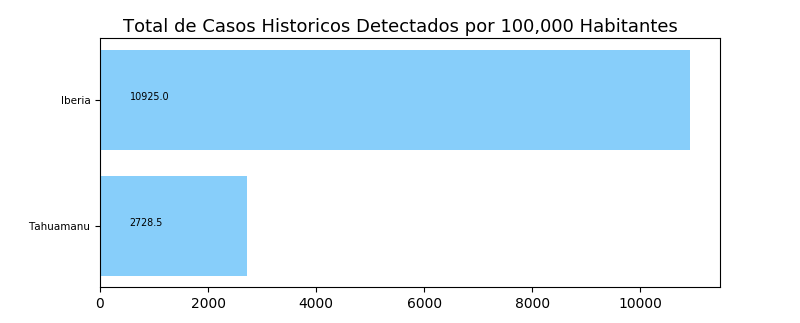 Total de Casos Historicos Detectados por 100,000 Habitantes
Iberia
10925.0
Tahuamanu
2728.5
0 2000 4000 6000 8000 10000